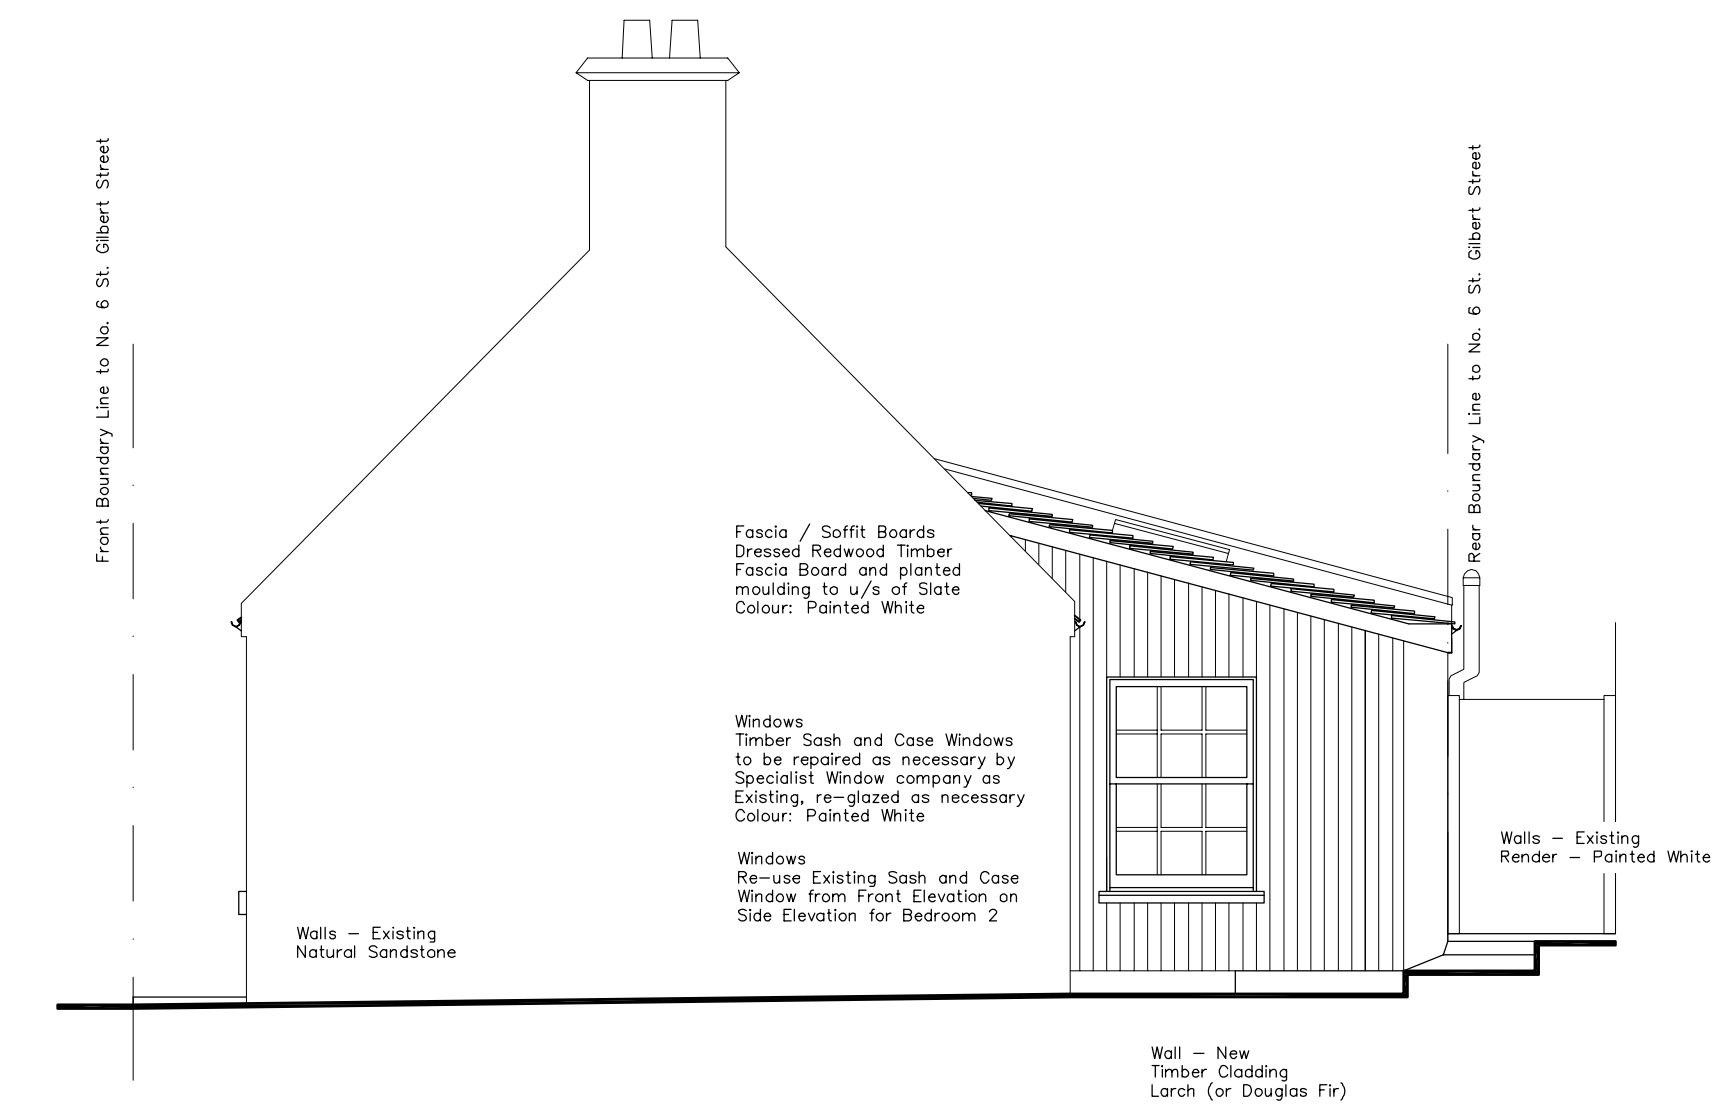 Front Boundary Line to No. 6 St. Gilbert Street
Rear Boundary Line to No. 6 St. Gilbert Street
Fascia / Soffit Boards
Dressed Redwood Timber
Fascia Board and planted
moulding to u/s of Slate
Colour: Painted White
Windows
Timber Sash and Case Windows
to be repaired as necessary by
Specialist Window company as
Existing, re-glazed as necessary
Colour: Painted White
Windows
Re-use Existing Sash and Case
Window from Front Elevation on
Side Elevation for Bedroom 2
Walls - Existing
Render - Painted White
Walls - Existing
Natural Sandstone
Wall - New
Timber Cladding
Larch (or Douglas Fir)